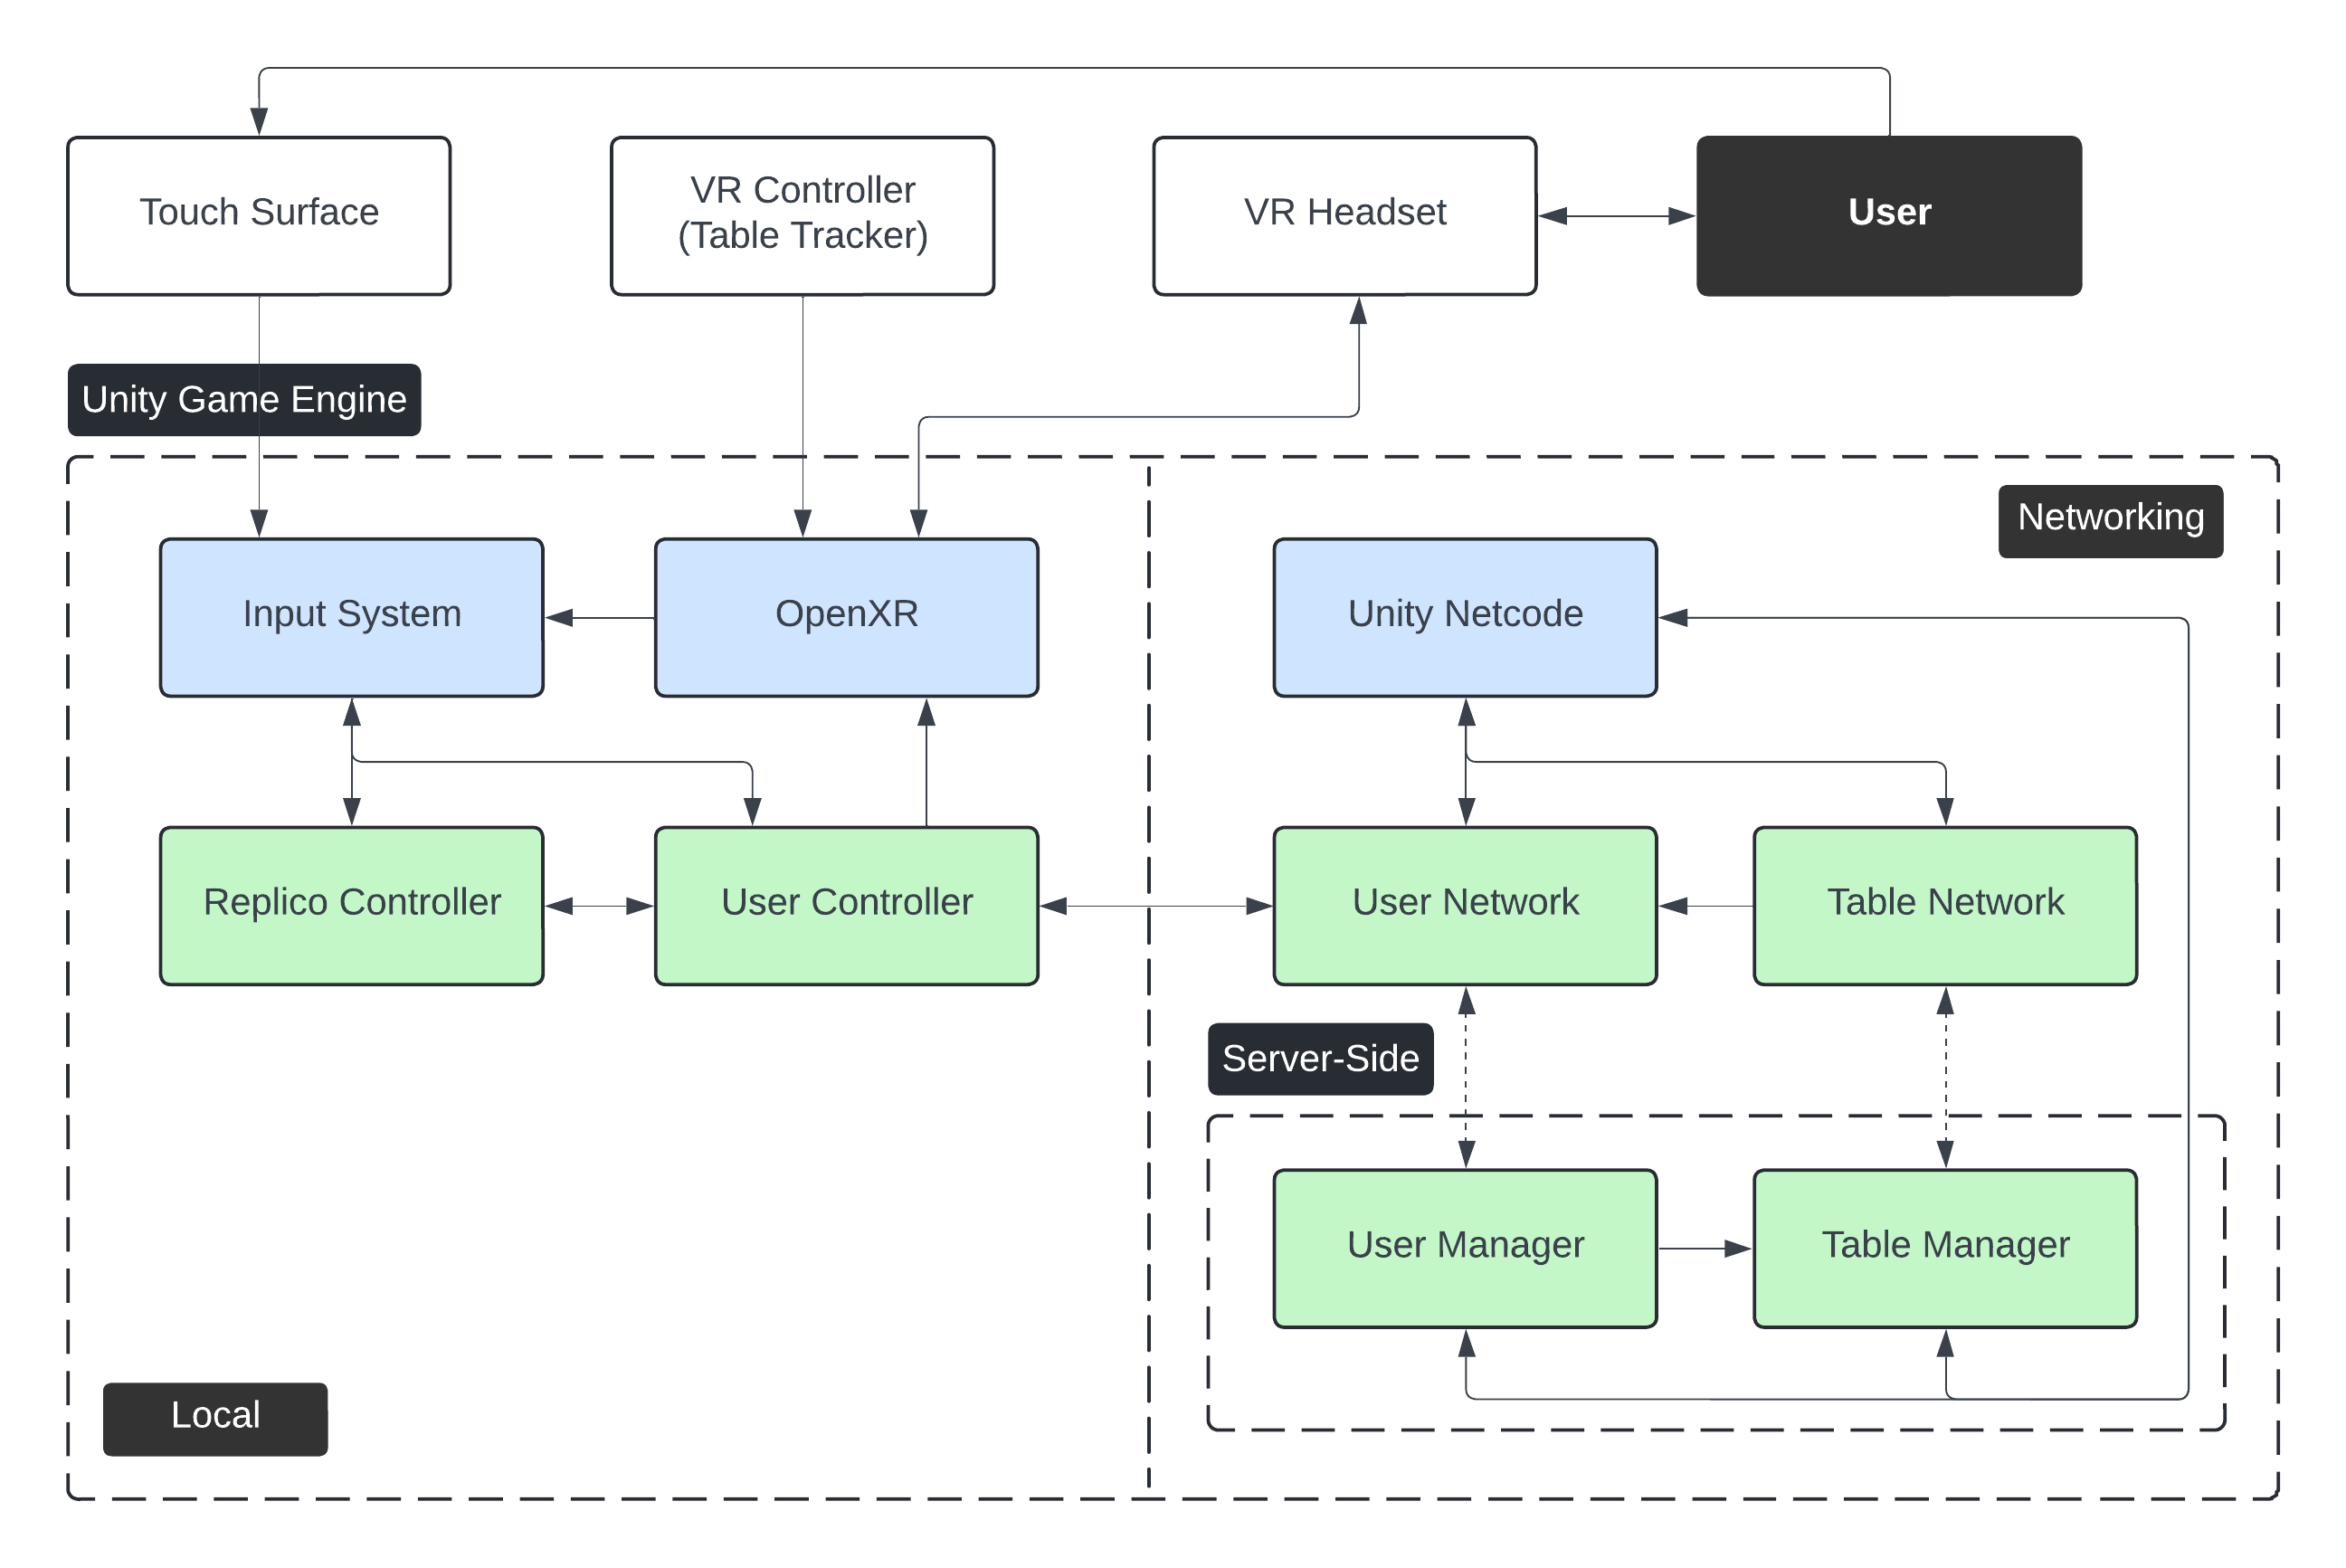 Touch Surface
VR Controller
(Table Tracker)
VR Headset
User
Unity Game Engine
Networking
Input System
OpenXR
Unity Netcode
Replico Controller
User Controller
User Network
Table Network
Server-Side
User Manager
Table Manager
Local